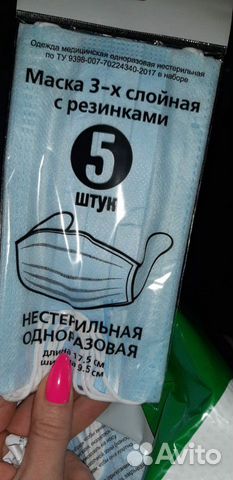 Одежда медицинская одноразовая нестерильная
по ТУ 9398-007-70224340-2017 в наборе
Маска 3-х слойная
с резинками
5
ШТУК
НЕСТЕРИЛЬНАЯ
ОДНОРАЗОВАЯ
длина 17.5 см
ширина 9.5 см
Avito